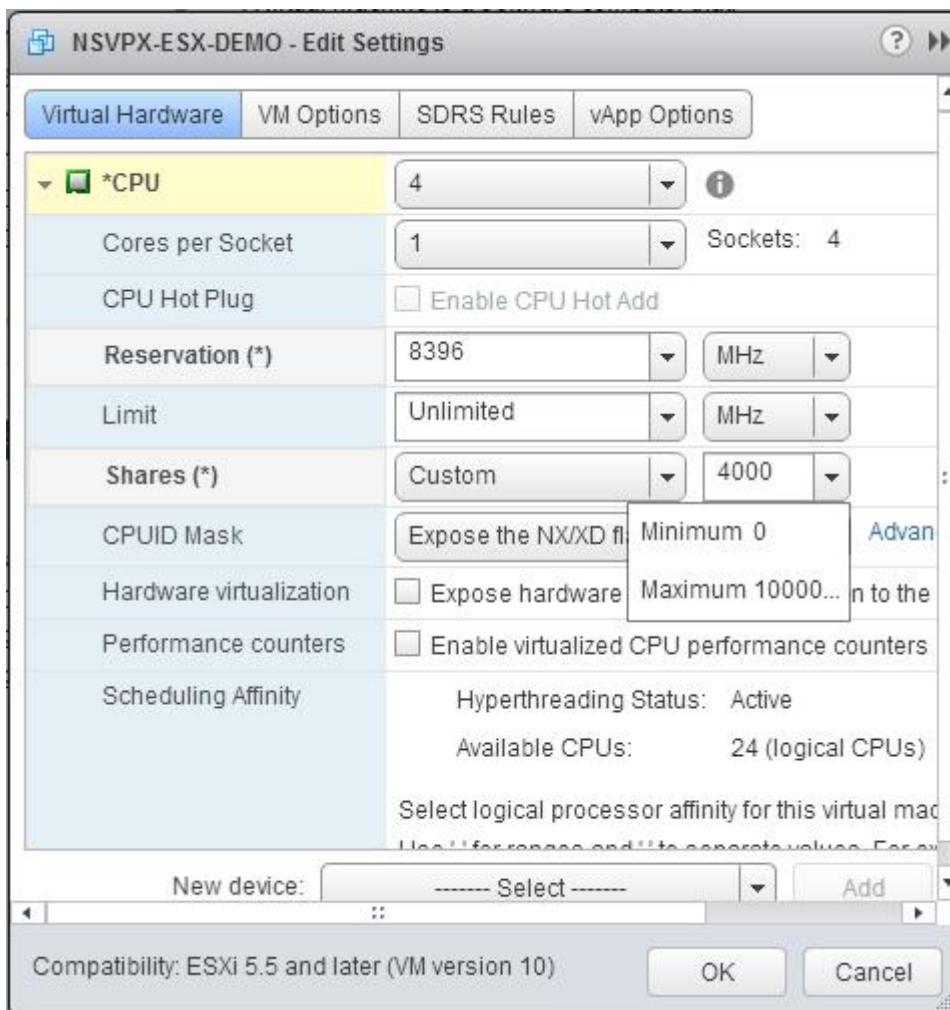 NSVPX-ESX-DEMO - Edit Settings ?
Virtual Hardware VM Options SDRS Rules vApp Options
*CPU 4
Cores per Socket 1 Sockets: 4
CPU Hot Plug Enable CPU Hot Add
Reservation (*) 8396 MHz
Limit Unlimited MHz
Shares (*) Custom 4000
Minimum 0
Maximum 10000...
CPUID Mask Expose the NX/XD fl Advan
Hardware virtualization Expose hardware n to the
Performance counters Enable virtualized CPU performance counters
Scheduling Affinity Hyperthreading Status: Active
Available CPUs: 24 (logical CPUs)
Select logical processor affinity for this virtual mac
New device: ------- Select ------- Add
Compatibility: ESXi 5.5 and later (VM version 10) OK Cancel